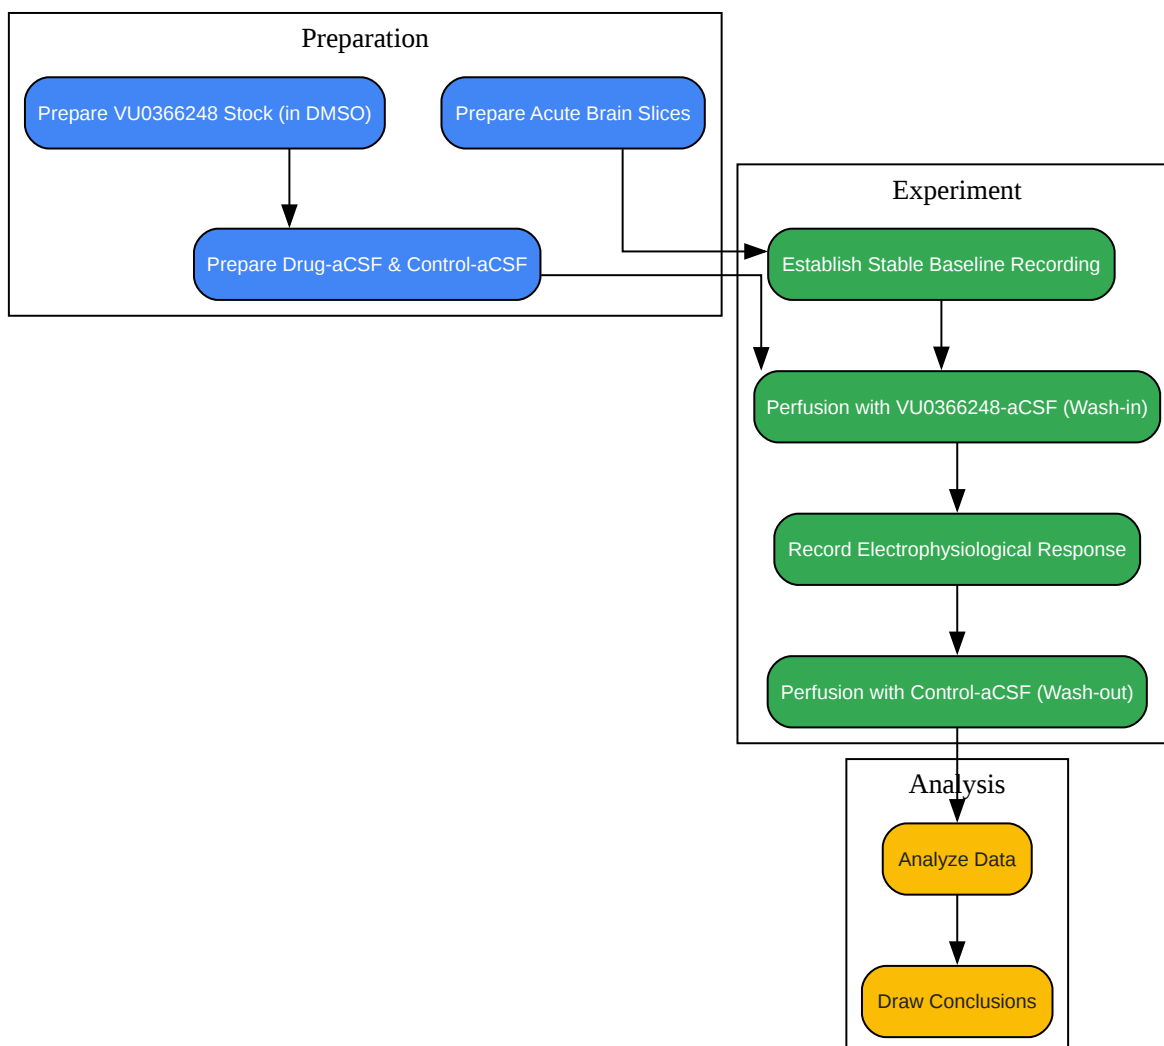 Preparation
Prepare VU0366248 Stock (in DMSO)
Prepare Acute Brain Slices
Prepare Drug-aCSF & Control-aCSF
Experiment
Establish Stable Baseline Recording
Perfusion with VU0366248-aCSF (Wash-in)
Record Electrophysiological Response
Perfusion with Control-aCSF (Wash-out)
Analysis
Analyze Data
Draw Conclusions